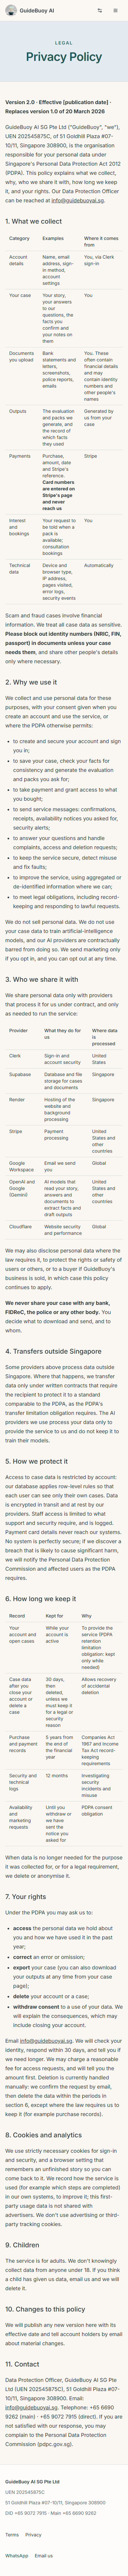 GuideBuoy AI
LEGAL
Privacy Policy
Version 2.0 · Effective [publication date] ·
Replaces version 1.0 of 20 March 2026
GuideBuoy AI SG Pte Ltd ("GuideBuoy", "we"),
UEN 202545875C, of 51 Goldhill Plaza #07-
10/11, Singapore 308900, is the organisation
responsible for your personal data under
Singapore's Personal Data Protection Act 2012
(PDPA). This policy explains what we collect,
why, who we share it with, how long we keep
it, and your rights. Our Data Protection Officer
can be reached at info@guidebuoyai.sg.
1. What we collect
Category Examples Where it comes
from
Account Name, email You, via Clerk
details address, sign- sign-in
in method,
account
settings
Your case Your story, You
your answers
to our
questions, the
facts you
confirm and
your notes on
them
Documents Bank You. These
you upload statements and often contain
letters, financial details
screenshots, and may
police reports, contain identity
emails numbers and
other people's
names
Outputs The evaluation Generated by
and packs we us from your
generate, and case
the record of
which facts
they used
Payments Purchase, Stripe
amount, date
and Stripe's
reference.
Card numbers
are entered on
Stripe's page
and never
reach us
Interest Your request to You
and be told when a
bookings pack is
available;
consultation
bookings
Technical Device and Automatically
data browser type,
IP address,
pages visited,
error logs,
security events
Scam and fraud cases involve financial
information. We treat all case data as sensitive.
Please block out identity numbers (NRIC, FIN,
passport) in documents unless your case
needs them, and share other people's details
only where necessary.
2. Why we use it
We collect and use personal data for these
purposes, with your consent given when you
create an account and use the service, or
where the PDPA otherwise permits:
• to create and secure your account and sign
you in;
• to save your case, check your facts for
consistency and generate the evaluation
and packs you ask for;
• to take payment and grant access to what
you bought;
• to send service messages: confirmations,
receipts, availability notices you asked for,
security alerts;
• to answer your questions and handle
complaints, access and deletion requests;
• to keep the service secure, detect misuse
and fix faults;
• to improve the service, using aggregated or
de-identified information where we can;
• to meet legal obligations, including record-
keeping and responding to lawful requests.
We do not sell personal data. We do not use
your case data to train artificial-intelligence
models, and our AI providers are contractually
barred from doing so. We send marketing only
if you opt in, and you can opt out at any time.
3. Who we share it with
We share personal data only with providers
that process it for us under contract, and only
as needed to run the service:
Provider What they do for Where data
us is
processed
Clerk Sign-in and United
account security States
Supabase Database and file Singapore
storage for cases
and documents
Render Hosting of the Singapore
website and
background
processing
Stripe Payment United
processing States and
other
countries
Google Email we send Global
Workspace you
OpenAI and AI models that United
Google read your story, States and
(Gemini) answers and other
documents to countries
extract facts and
draft outputs
Cloudflare Website security Global
and performance
We may also disclose personal data where the
law requires it, to protect the rights or safety of
users or others, or to a buyer if GuideBuoy's
business is sold, in which case this policy
continues to apply.
We never share your case with any bank,
FIDReC, the police or any other body. You
decide what to download and send, and to
whom.
4. Transfers outside Singapore
Some providers above process data outside
Singapore. Where that happens, we transfer
data only under written contracts that require
the recipient to protect it to a standard
comparable to the PDPA, as the PDPA's
transfer limitation obligation requires. The AI
providers process your data solely to provide
the service to us and do not keep it to train
their models.
5. How we protect it
Access to case data is restricted by account:
our database applies row-level rules so that
each user can see only their own cases. Data
is encrypted in transit and at rest by our
providers. Staff access is limited to what
support and security require, and is logged.
Payment card details never reach our systems.
No system is perfectly secure; if we discover a
breach that is likely to cause significant harm,
we will notify the Personal Data Protection
Commission and affected users as the PDPA
requires.
6. How long we keep it
Record Kept for Why
Your While your To provide the
account and account is service (PDPA
open cases active retention
limitation
obligation: kept
only while
needed)
Case data 30 days, Allows recovery
after you then of accidental
close your deleted, deletion
account or unless we
delete a must keep it
case for a legal or
security
reason
Purchase 5 years from Companies Act
and payment the end of 1967 and Income
records the financial Tax Act record-
year keeping
requirements
Security and 12 months Investigating
technical security
logs incidents and
misuse
Availability Until you PDPA consent
and withdraw or obligation
marketing we have
requests sent the
notice you
asked for
When data is no longer needed for the purpose
it was collected for, or for a legal requirement,
we delete or anonymise it.
7. Your rights
Under the PDPA you may ask us to:
• access the personal data we hold about
you and how we have used it in the past
year;
• correct an error or omission;
• export your case (you can also download
your outputs at any time from your case
page);
• delete your account or a case;
• withdraw consent to a use of your data. We
will explain the consequences, which may
include closing your account.
Email info@guidebuoyai.sg. We will check your
identity, respond within 30 days, and tell you if
we need longer. We may charge a reasonable
fee for access requests, and will tell you the
amount first. Deletion is currently handled
manually: we confirm the request by email,
then delete the data within the periods in
section 6, except where the law requires us to
keep it (for example purchase records).
8. Cookies and analytics
We use strictly necessary cookies for sign-in
and security, and a session cookie that
remembers an unfinished story so you can
come back to it. We record how the service is
used (for example which steps are completed)
in our own systems, to improve it; this first-
party usage data is not shared with
advertisers. We don't use advertising or third-
party tracking cookies.
9. Children
The service is for adults. We don't knowingly
collect data from anyone under 18. If you think
a child has given us data, email us and we will
delete it.
10. Changes to this policy
We will publish any new version here with its
effective date and tell account holders by email
about material changes.
11. Contact
Data Protection Officer, GuideBuoy AI SG Pte
Ltd (UEN 202545875C), 51 Goldhill Plaza #07-
10/11, Singapore 308900. Email:
info@guidebuoyai.sg. Telephone: +65 6690
9262 (main) · +65 9072 7915 (direct). If you are
not satisfied with our response, you may
complain to the Personal Data Protection
Commission (pdpc.gov.sg).
GuideBuoy AI SG Pte Ltd
UEN 202545875C
51 Goldhill Plaza #07-10/11, Singapore 308900
DID +65 9072 7915 · Main +65 6690 9262
Terms Privacy
WhatsApp Email us